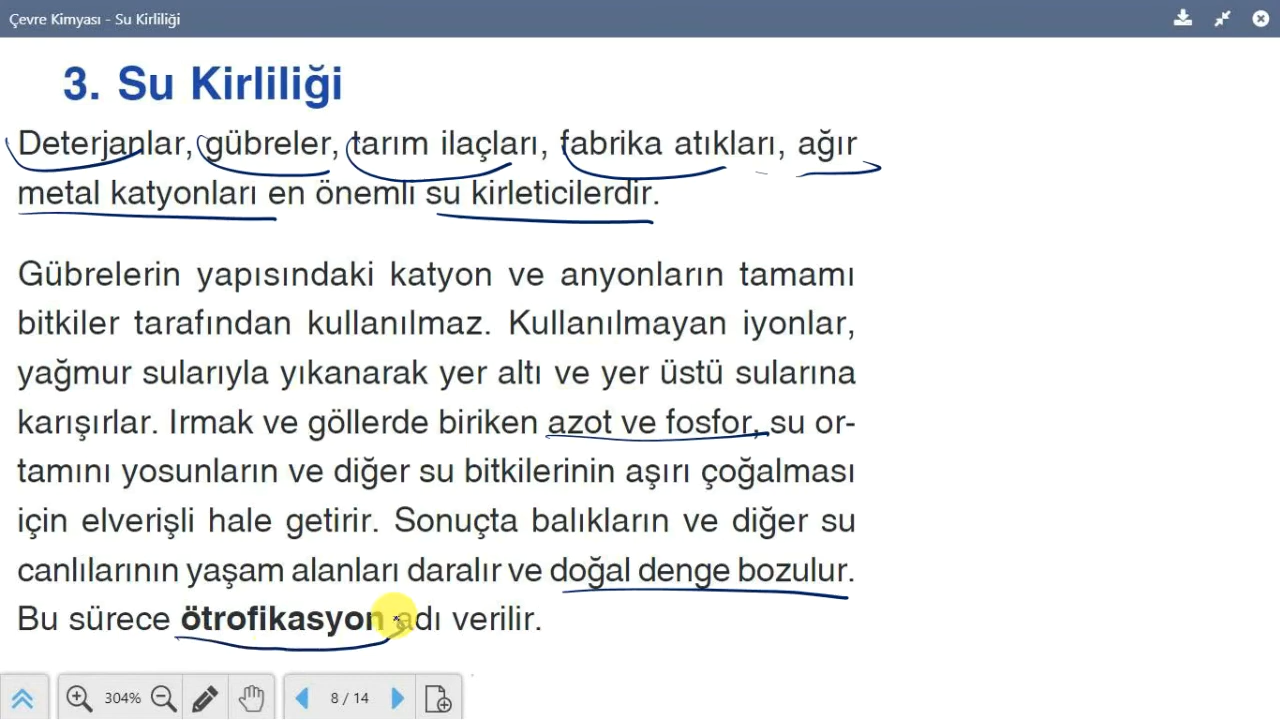 Çevre Kimyası - Su Kirliliği
3. Su Kirliliği
Deterjanlar, gübreler, tarım ilaçları, fabrika atıkları, ağır
metal katyonları en önemli su kirleticilerdir.
Gübrelerin yapısındaki katyon ve anyonların tamamı
bitkiler tarafından kullanılmaz. Kullanılmayan iyonlar,
yağmur sularıyla yıkanarak yer altı ve yer üstü sularına
karışırlar. Irmak ve göllerde biriken azot ve fosfor, su or-
tamını yosunların ve diğer su bitkilerinin aşırı çoğalması
için elverişli hale getirir. Sonuçta balıkların ve diğer su
canlılarının yaşam alanları daralır ve doğal denge bozulur.
Bu sürece ötrofikasyon adı verilir.
304%
8 / 14